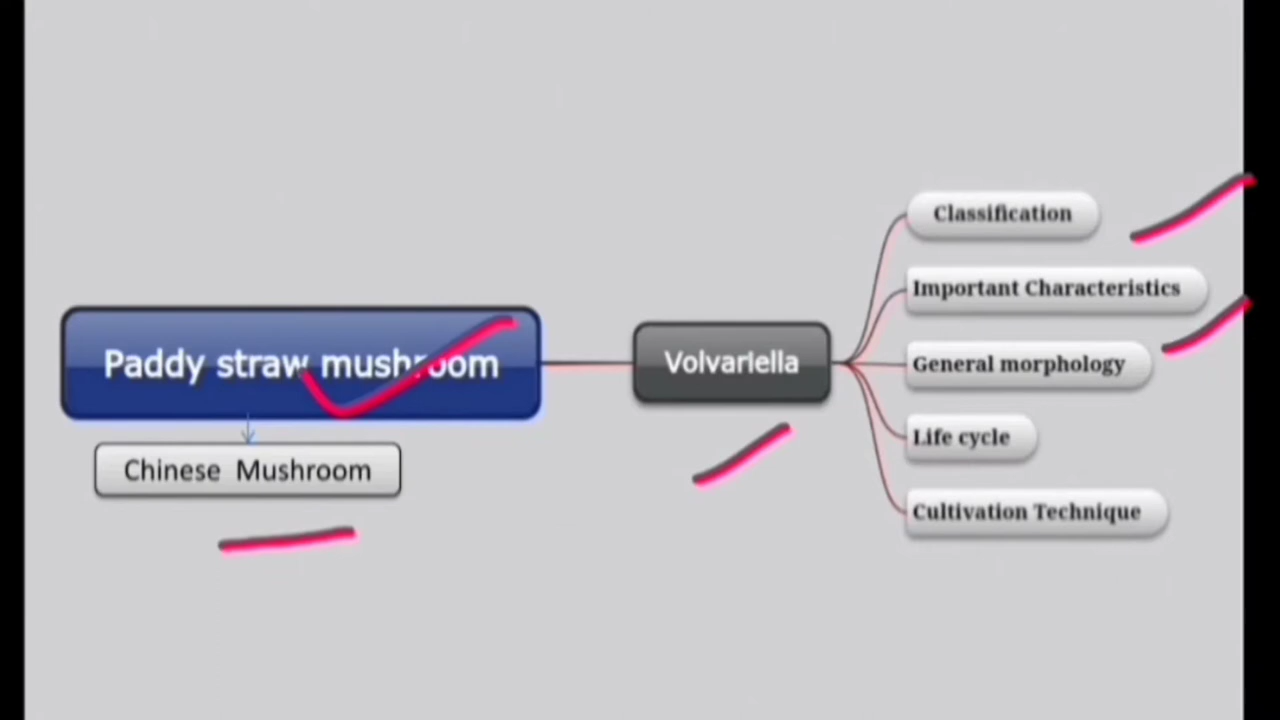 Paddy straw mushroom
Chinese Mushroom
Volvariella
Classification
Important Characteristics
General morphology
Life cycle
Cultivation Technique